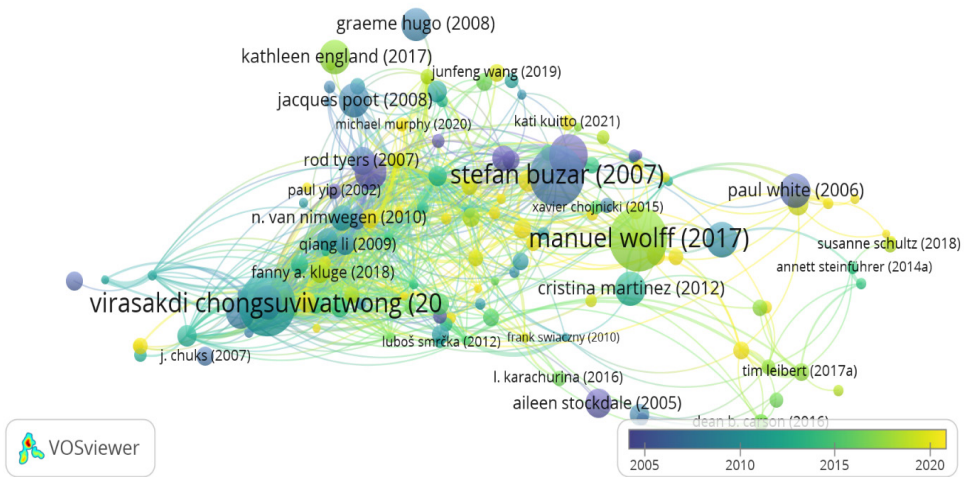 graeme hugo (2008)
kathleen england (2017)
junfeng wang (2019)
jacques poot (2008)
michael murphy (2020)
kati kuitto (2021)
rod tyers (2007)
stefan buzar (2007)
paul yip (2002)
paul white (2006)
xavier chojnicki (2015)
n. van nimwegen (2010)
manuel wolff (2017)
qiang li (2009)
susanne schultz (2018)
annett steinführer (2014a)
fanny a. kluge (2018)
cristina martinez (2012)
virasakdi chongsuvivatwong (20
frank swiaczny (2010)
luboš smrčka (2012)
j. chuks (2007)
tim leibert (2017a)
l. karachurina (2016)
aileen stockdale (2005)
dean b. carson (2016)
VOSviewer
2005 2010 2015 2020